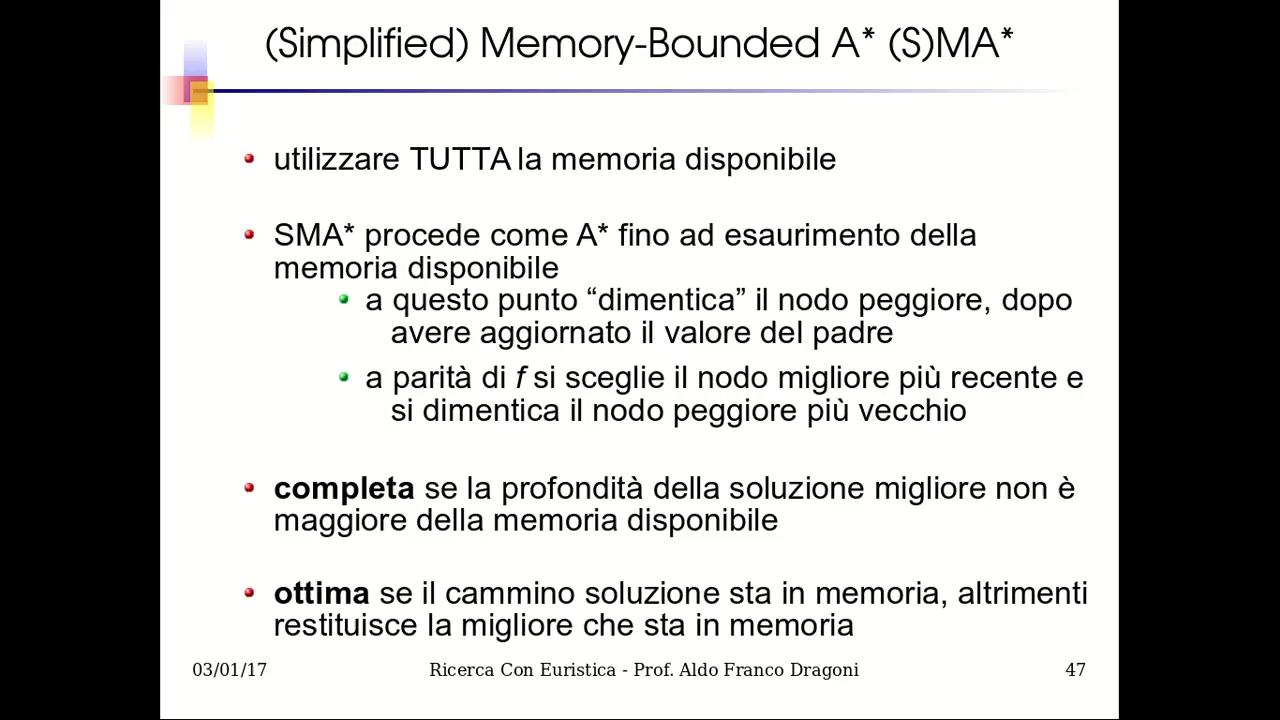 (Simplified) Memory-Bounded A* (S)MA*
utilizzare TUTTA la memoria disponibile
SMA* procede come A* fino ad esaurimento della
memoria disponibile
a questo punto “dimentica” il nodo peggiore, dopo
avere aggiornato il valore del padre
a parità di f si sceglie il nodo migliore più recente e
si dimentica il nodo peggiore più vecchio
completa se la profondità della soluzione migliore non è
maggiore della memoria disponibile
ottima se il cammino soluzione sta in memoria, altrimenti
restituisce la migliore che sta in memoria
03/01/17 Ricerca Con Euristica - Prof. Aldo Franco Dragoni 47